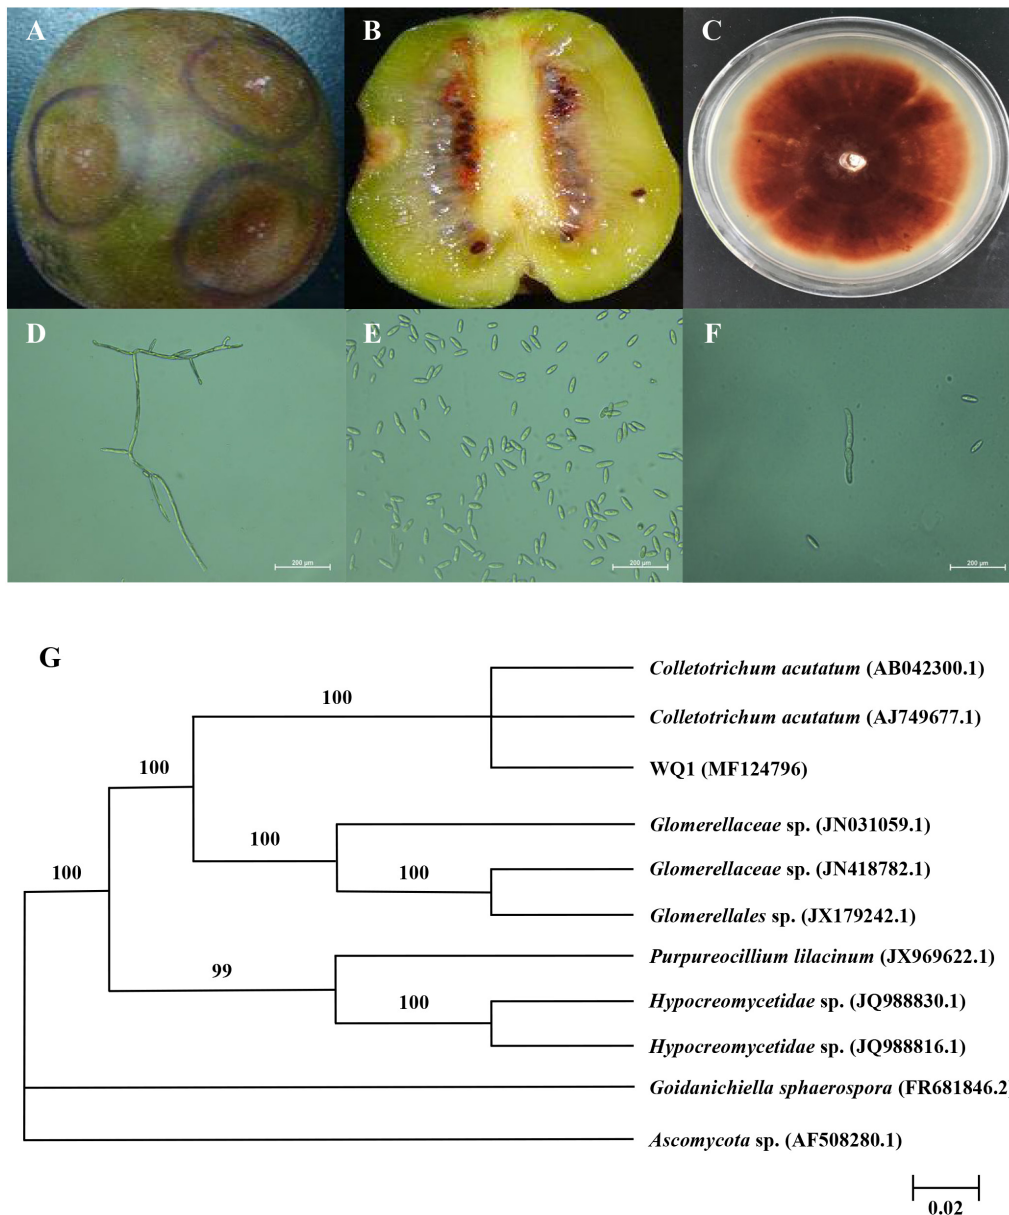 A
B
C
D
E
F
200 µm
200 µm
200 µm
G
100
100
100
100
100
99
100
Colletotrichum acutatum (AB042300.1)
Colletotrichum acutatum (AJ749677.1)
WQ1 (MF124796)
Glomerellaceae sp. (JN031059.1)
Glomerellaceae sp. (JN418782.1)
Glomerellales sp. (JX179242.1)
Purpureocillium lilacinum (JX969622.1)
Hypocreomycetidae sp. (JQ988830.1)
Hypocreomycetidae sp. (JQ988816.1)
Goidanichiella sphaerospora (FR681846.2)
Ascomycota sp. (AF508280.1)
0.02